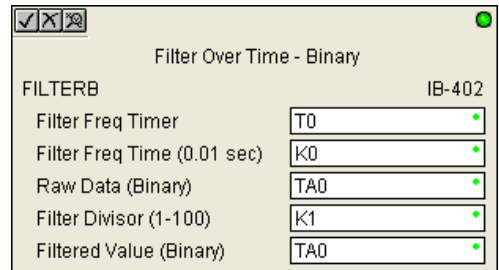 Filter Over Time - Binary
FILTERB IB-402
Filter Freq Timer T0
Filter Freq Time (0.01 sec) K0
Raw Data (Binary) TA0
Filter Divisor (1-100) K1
Filtered Value (Binary) TA0